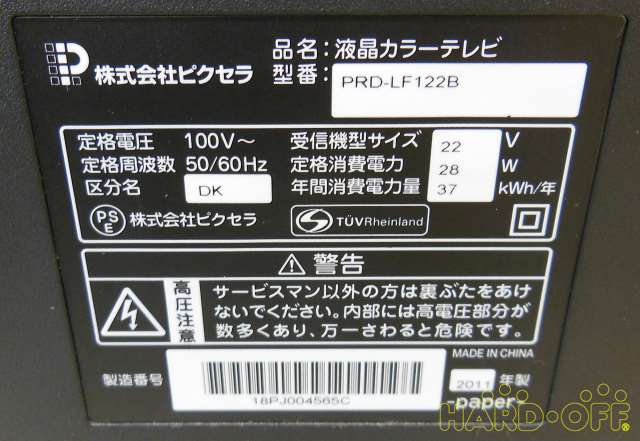 株式会社ピクセラ
品名：液晶カラーテレビ
型番： PRD-LF122B
定格電圧 100V～
定格周波数 50/60Hz
区分名 DK
受信機型サイズ 22 V
定格消費電力 28 W
年間消費電力量 37 kWh/年
PSE 株式会社ピクセラ
TÜVRheinland
警告
高圧注意
サービスマン以外の方は裏ぶたをあけ
ないでください。内部には高電圧部分が
数多くあり、万一さわると危険です。
MADE IN CHINA
製造番号
18PJ004565C
2011 年製
-paper-
HARD-OFF